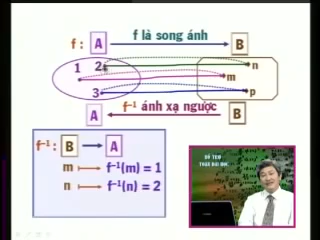 f : A f là song ánh B
1 2 n
m
3 p
A f⁻¹ ánh xạ ngược B
f⁻¹ : B A
m f⁻¹(m) = 1
n f⁻¹(n) = 2